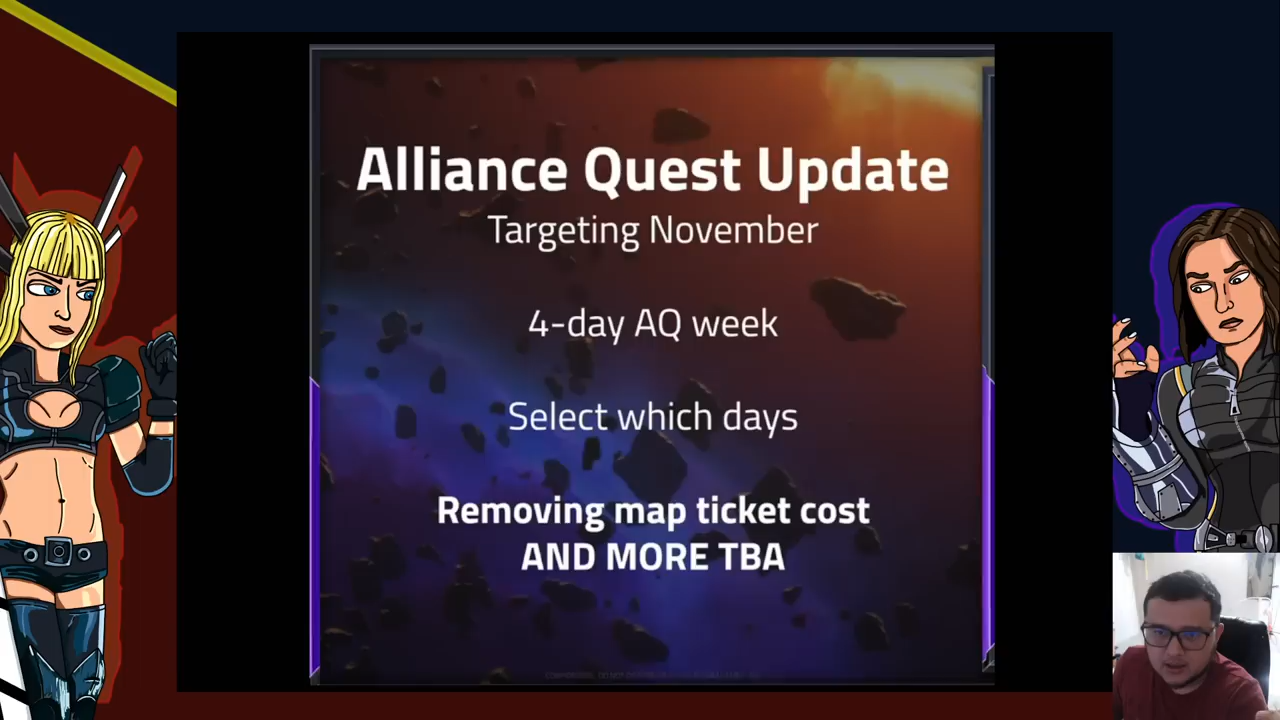 Alliance Quest Update
Targeting November
4-day AQ week
Select which days
Removing map ticket cost
AND MORE TBA